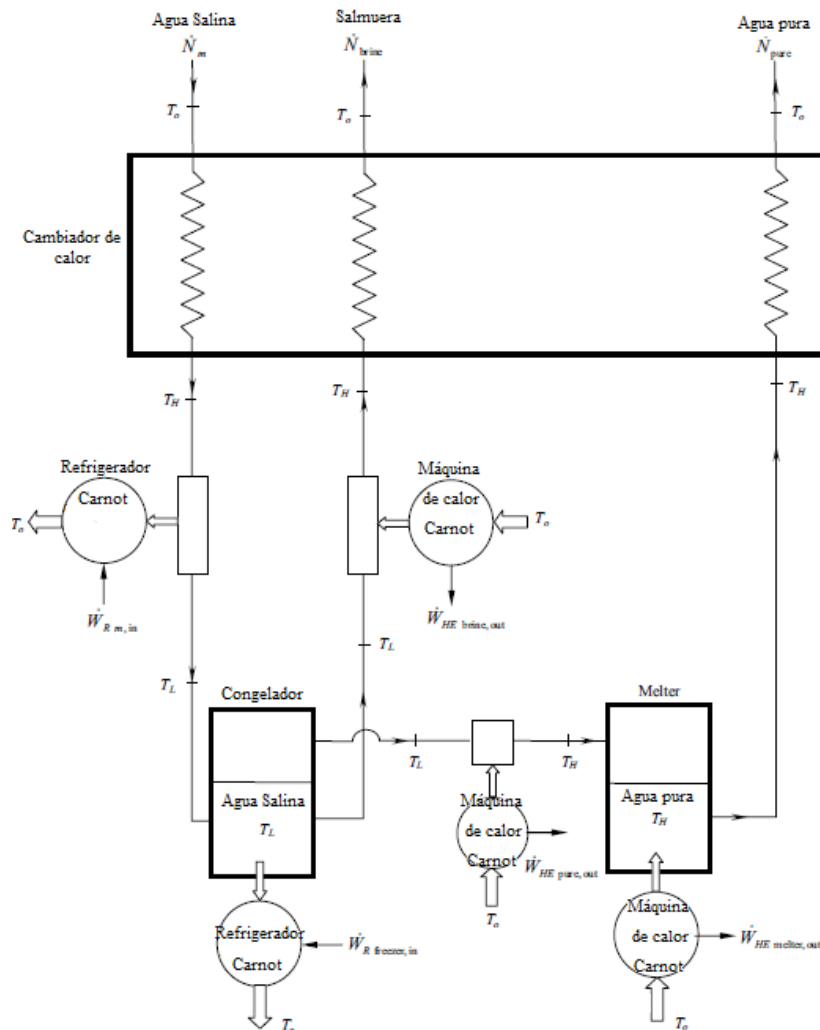 Agua Salina
Ṅm
Salmuera
Ṅbrine
Agua pura
Ṅpure
To
To
To
Cambiador de
calor
TH
TH
TH
Refrigerador
Carnot
To
ẆR m, in
Máquina
de calor
Carnot
To
ẆHE brine, out
TL
TL
Congelador
Melter
TL
TH
Agua Salina
TL
Agua pura
TH
Máquina
de calor
Carnot
ẆHE pure, out
To
Refrigerador
Carnot
ẆR freezer, in
To
Máquina
de calor
Carnot
ẆHE melter, out
To